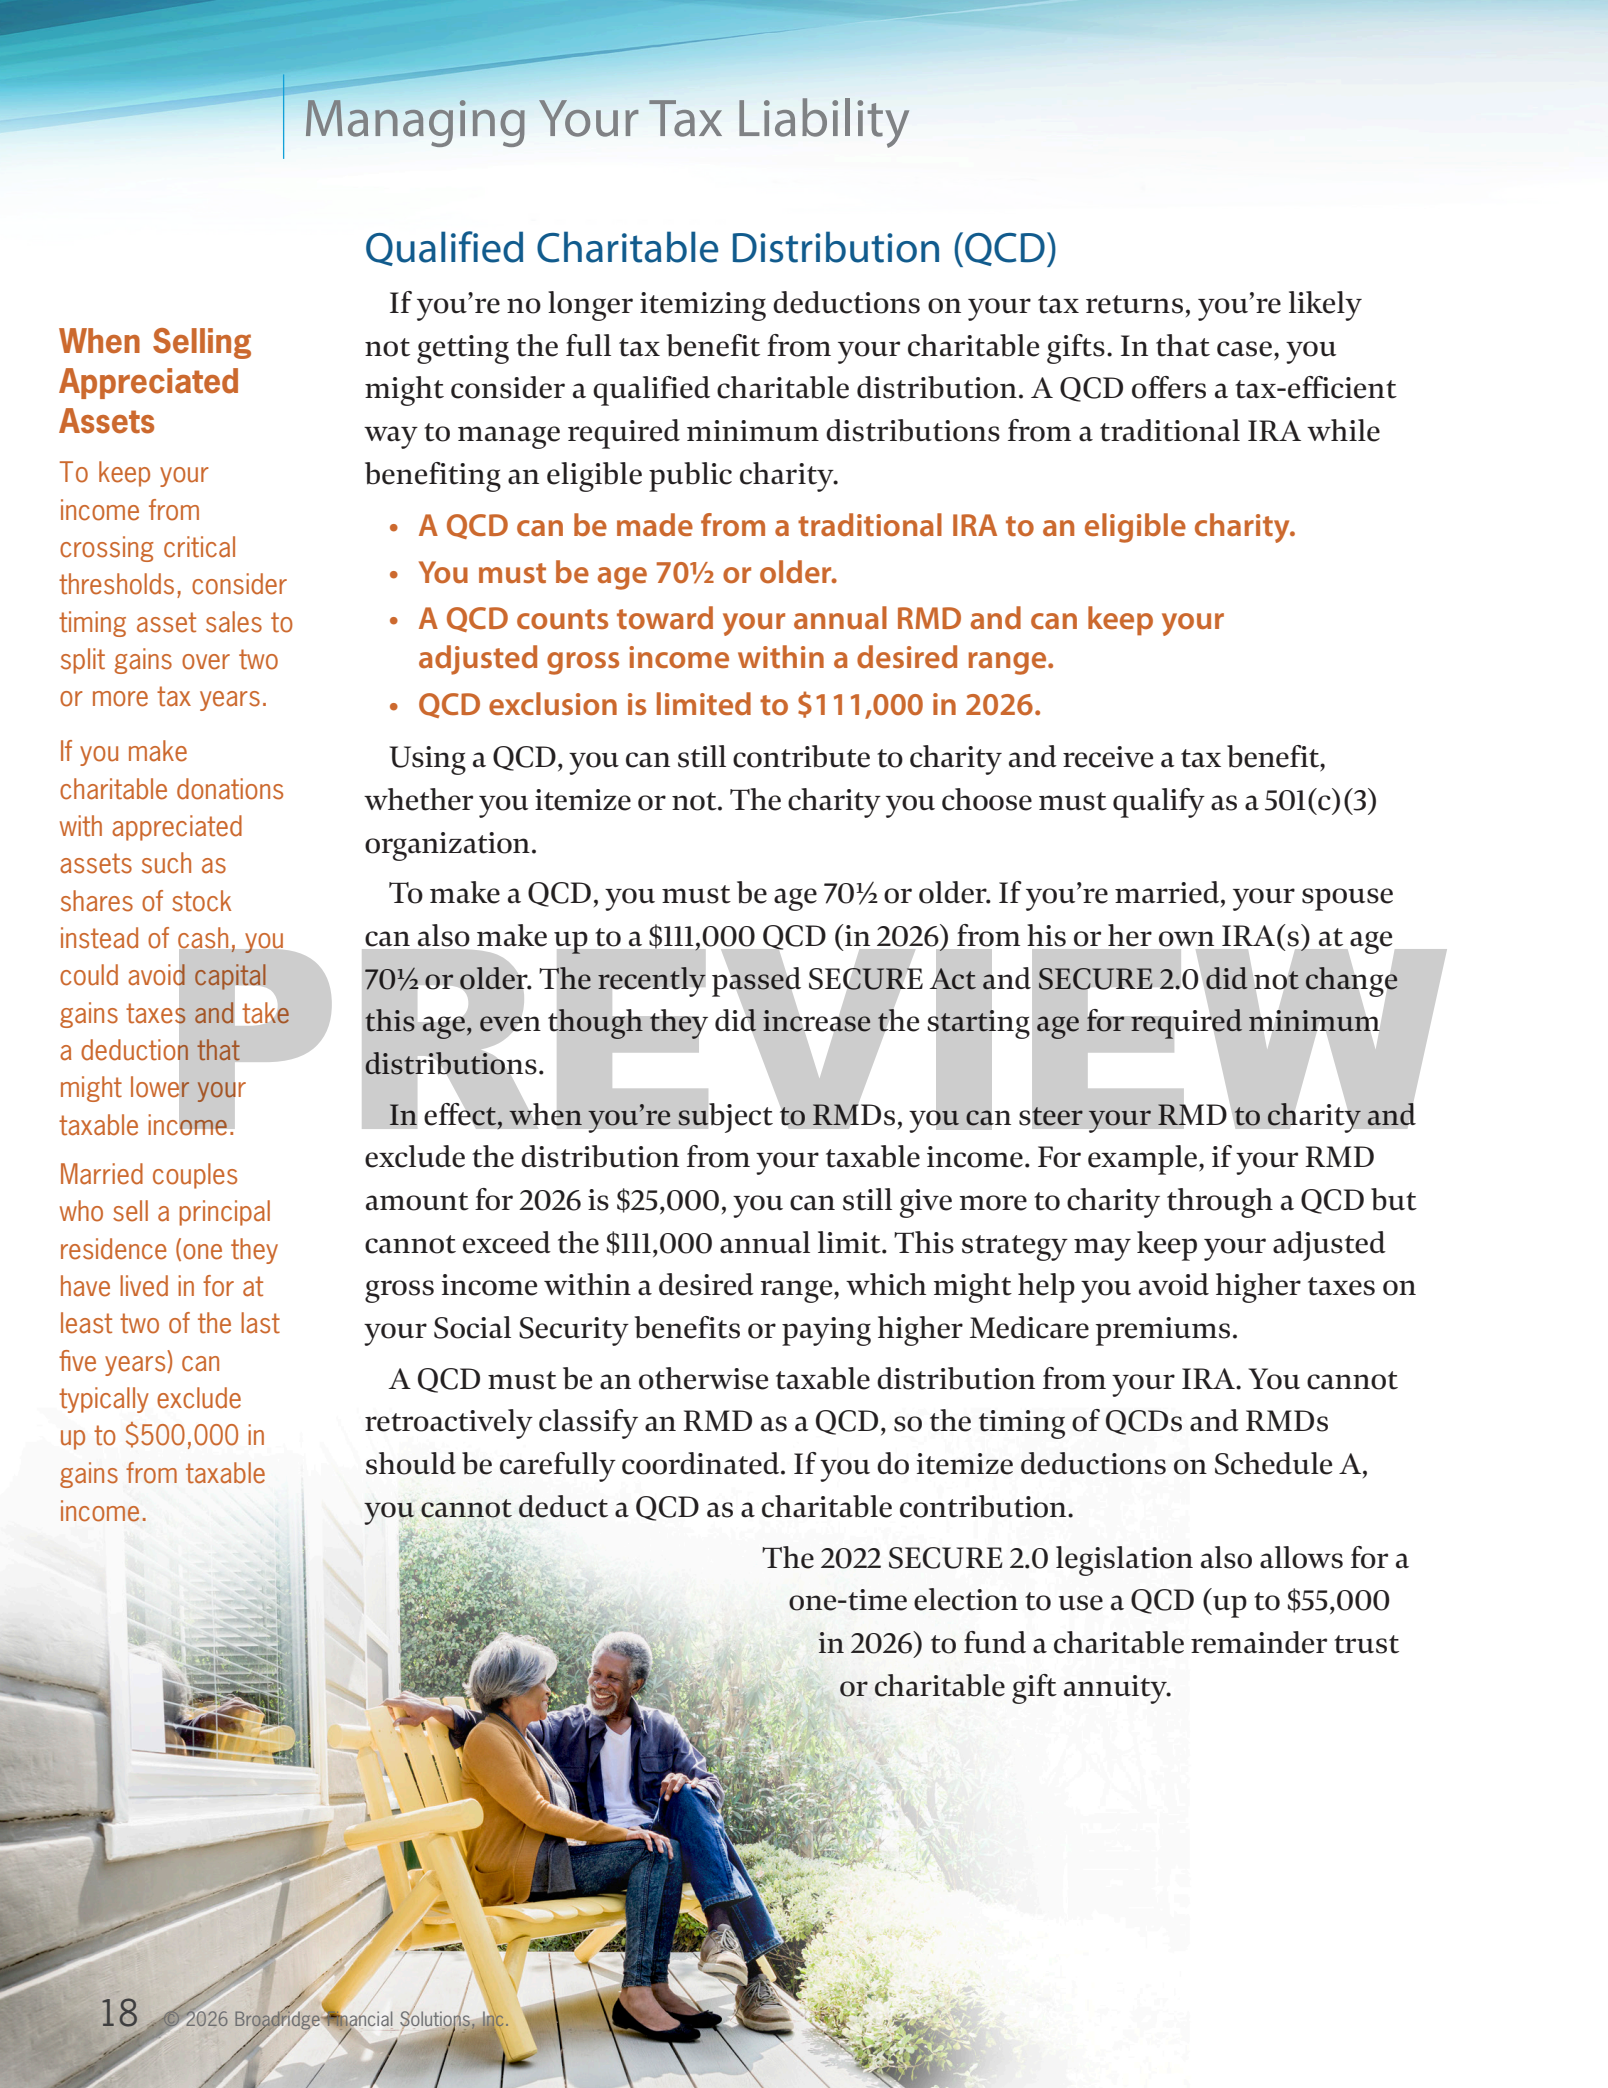 Managing Your Tax Liability
When Selling
Appreciated
Assets
To keep your
income from
crossing critical
thresholds, consider
timing asset sales to
split gains over two
or more tax years.
If you make
charitable donations
with appreciated
assets such as
shares of stock
instead of cash, you
could avoid capital
gains taxes and take
a deduction that
might lower your
taxable income.
Married couples
who sell a principal
residence (one they
have lived in for at
least two of the last
five years) can
typically exclude
up to $500,000 in
gains from taxable
income.
Qualified Charitable Distribution (QCD)
If you’re no longer itemizing deductions on your tax returns, you’re likely
not getting the full tax benefit from your charitable gifts. In that case, you
might consider a qualified charitable distribution. A QCD offers a tax-efficient
way to manage required minimum distributions from a traditional IRA while
benefiting an eligible public charity.
• A QCD can be made from a traditional IRA to an eligible charity.
• You must be age 70½ or older.
• A QCD counts toward your annual RMD and can keep your
adjusted gross income within a desired range.
• QCD exclusion is limited to $111,000 in 2026.
Using a QCD, you can still contribute to charity and receive a tax benefit,
whether you itemize or not. The charity you choose must qualify as a 501(c)(3)
organization.
To make a QCD, you must be age 70½ or older. If you’re married, your spouse
can also make up to a $111,000 QCD (in 2026) from his or her own IRA(s) at age
70½ or older. The recently passed SECURE Act and SECURE 2.0 did not change
this age, even though they did increase the starting age for required minimum
distributions.
In effect, when you’re subject to RMDs, you can steer your RMD to charity and
exclude the distribution from your taxable income. For example, if your RMD
amount for 2026 is $25,000, you can still give more to charity through a QCD but
cannot exceed the $111,000 annual limit. This strategy may keep your adjusted
gross income within a desired range, which might help you avoid higher taxes on
your Social Security benefits or paying higher Medicare premiums.
A QCD must be an otherwise taxable distribution from your IRA. You cannot
retroactively classify an RMD as a QCD, so the timing of QCDs and RMDs
should be carefully coordinated. If you do itemize deductions on Schedule A,
you cannot deduct a QCD as a charitable contribution.
The 2022 SECURE 2.0 legislation also allows for a
one-time election to use a QCD (up to $55,000
in 2026) to fund a charitable remainder trust
or charitable gift annuity.
PREVIEW
18 © 2026 Broadridge Financial Solutions, Inc.